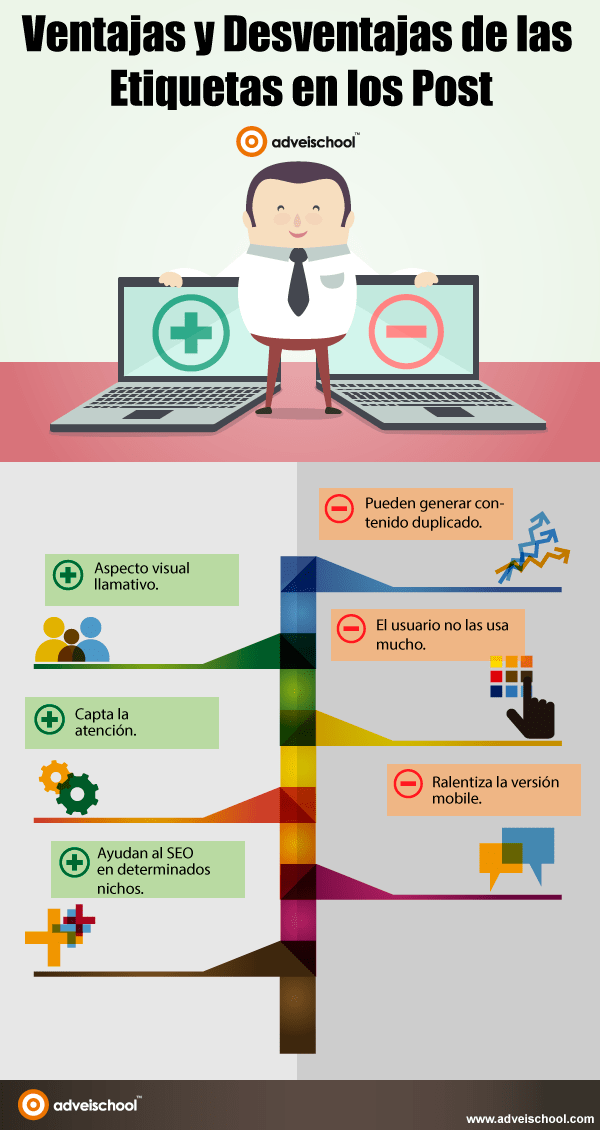 Ventajas y Desventajas de las
Etiquetas en los Post
adveischool™
Pueden generar con-
tenido duplicado.
Aspecto visual
llamativo.
El usuario no las usa
mucho.
Capta la
atención.
Ralentiza la versión
mobile.
Ayudan al SEO
en determinados
nichos.
adveischool™
www.adveischool.com